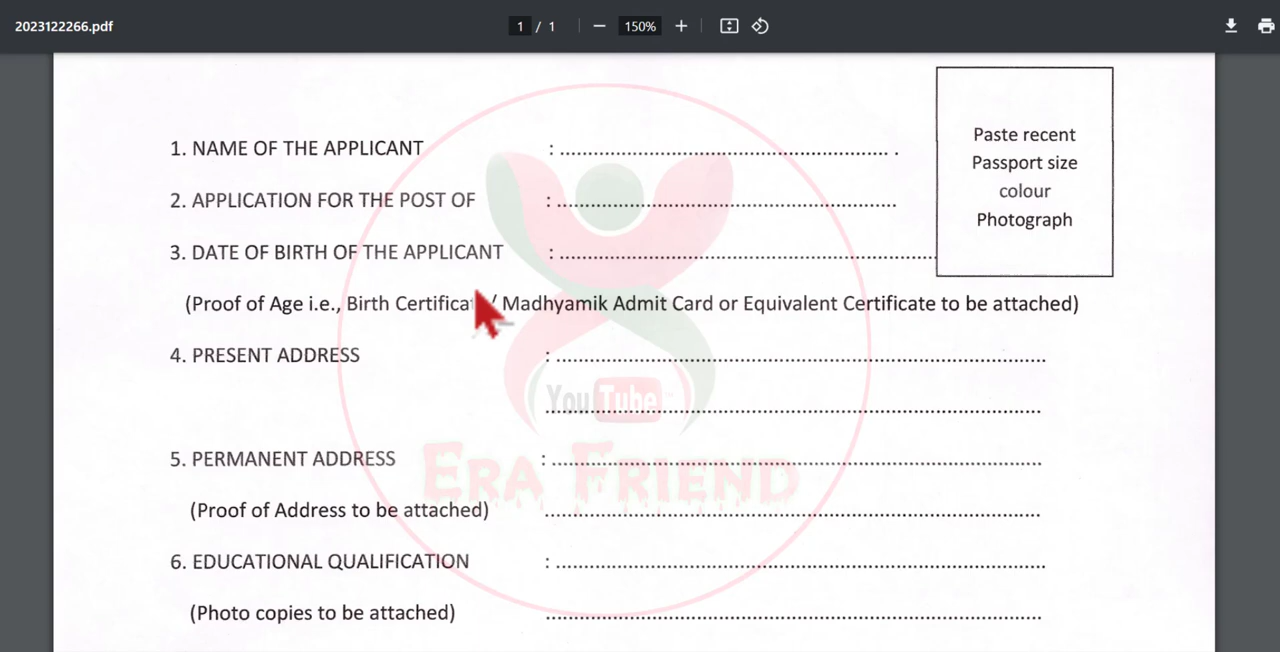 2023122266.pdf
1 / 1
150%
Paste recent
Passport size
colour
Photograph
1. NAME OF THE APPLICANT : ........................................................ .
2. APPLICATION FOR THE POST OF : ..........................................................
3. DATE OF BIRTH OF THE APPLICANT : ................................................................
(Proof of Age i.e., Birth Certificat / Madhyamik Admit Card or Equivalent Certificate to be attached)
4. PRESENT ADDRESS : ....................................................................................
.....................................................................................
YouTube
5. PERMANENT ADDRESS : ....................................................................................
ERA FRIEND
(Proof of Address to be attached) .....................................................................................
6. EDUCATIONAL QUALIFICATION : ....................................................................................
(Photo copies to be attached) .....................................................................................